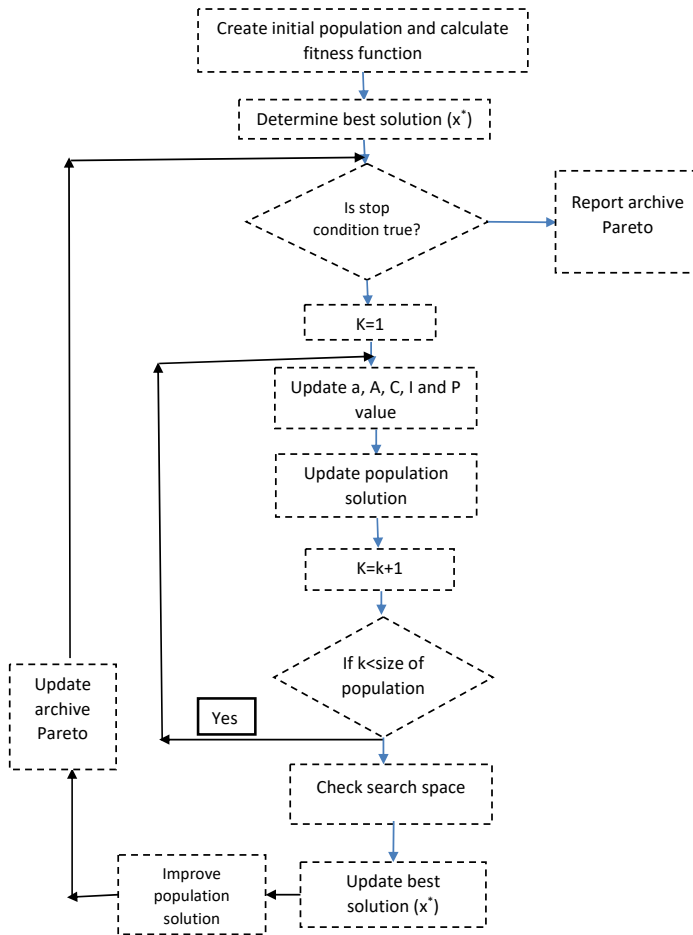 Create initial population and calculate
fitness function
Determine best solution (x*)
Is stop
condition true?
Report archive
Pareto
K=1
Update a, A, C, I and P
value
Update population
solution
K=k+1
If k<size of
population
Yes
Update
archive
Pareto
Check search space
Improve
population
solution
Update best
solution (x*)